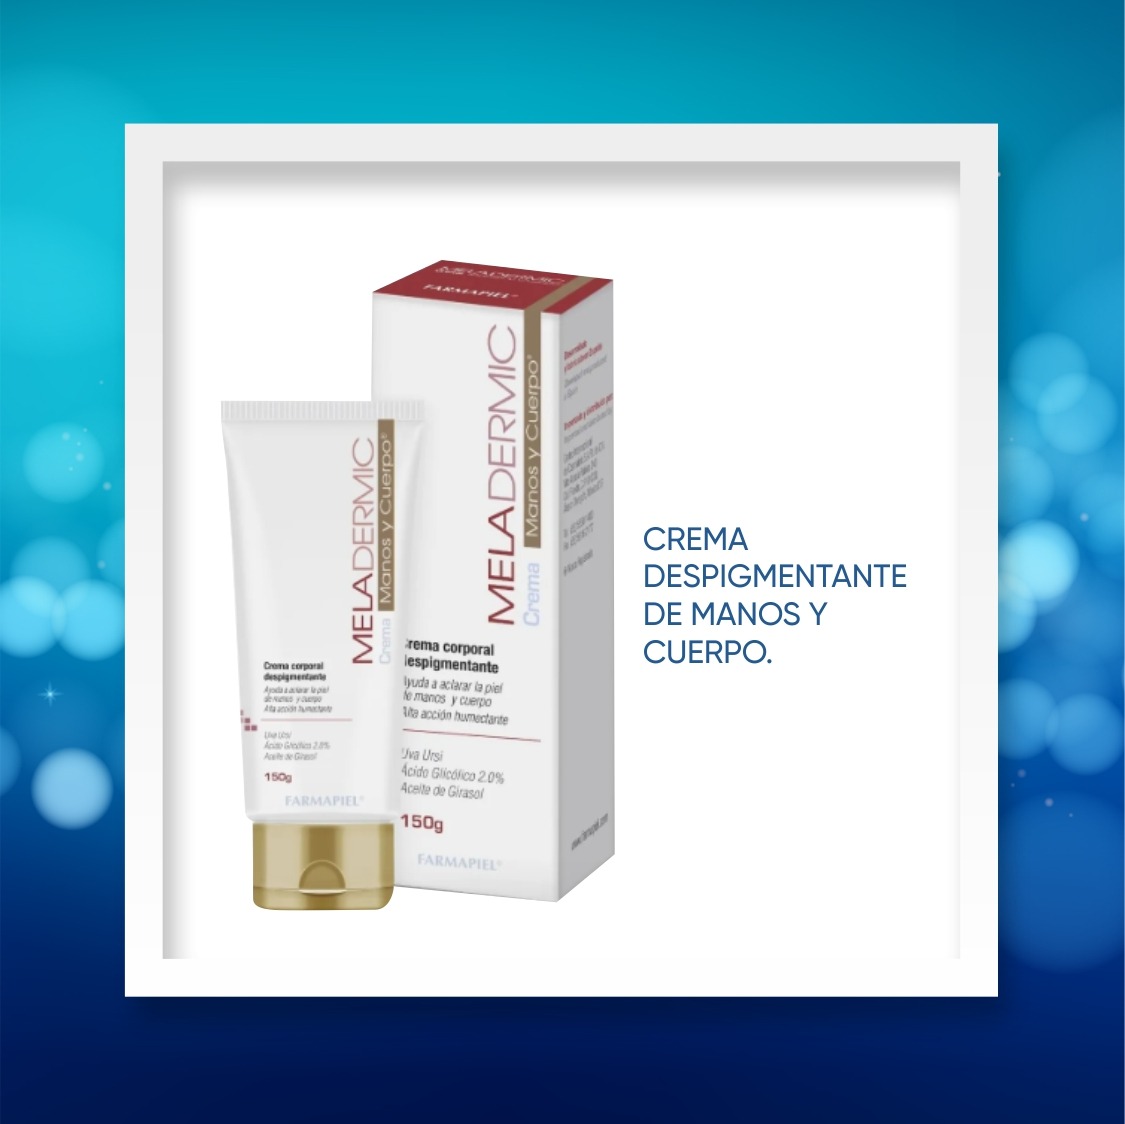 MELADERMIC
FARMAPIEL®
MELADERMIC
Manos y Cuerpo®
Crema
Crema corporal
despigmentante
Ayuda a aclarar la piel
de manos y cuerpo
Alta acción humectante
Uva Ursi
Ácido Glicólico 2.0%
Aceite de Girasol
150g
FARMAPIEL®
MELADERMIC
Manos y Cuerpo®
Crema
Crema corporal
despigmentante
Ayuda a aclarar la piel
de manos y cuerpo
Alta acción humectante
Uva Ursi
Ácido Glicólico 2.0%
Aceite de Girasol
150g
FARMAPIEL®
CREMA
DESPIGMENTANTE
DE MANOS Y
CUERPO.